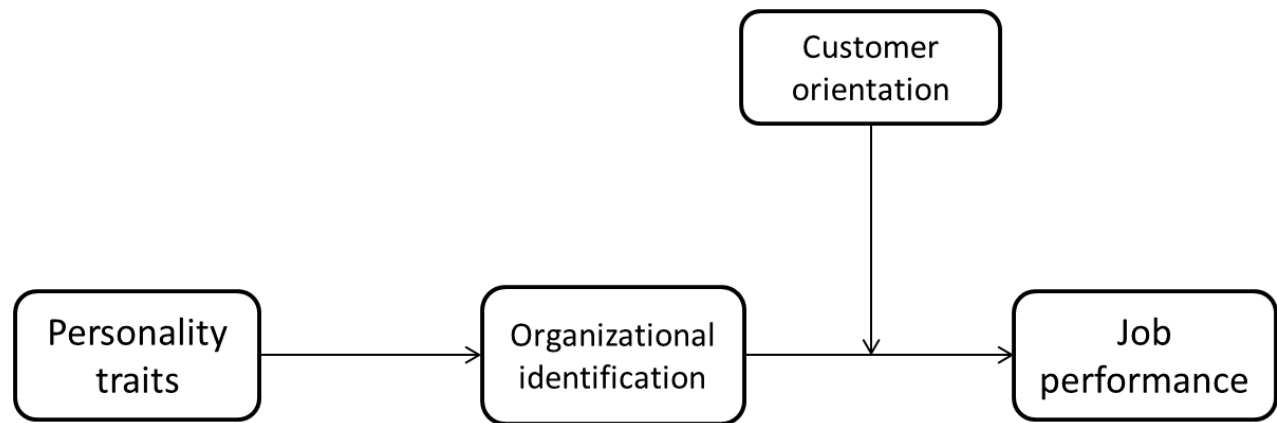 Customer
orientation
Personality
traits
Organizational
identification
Job
performance